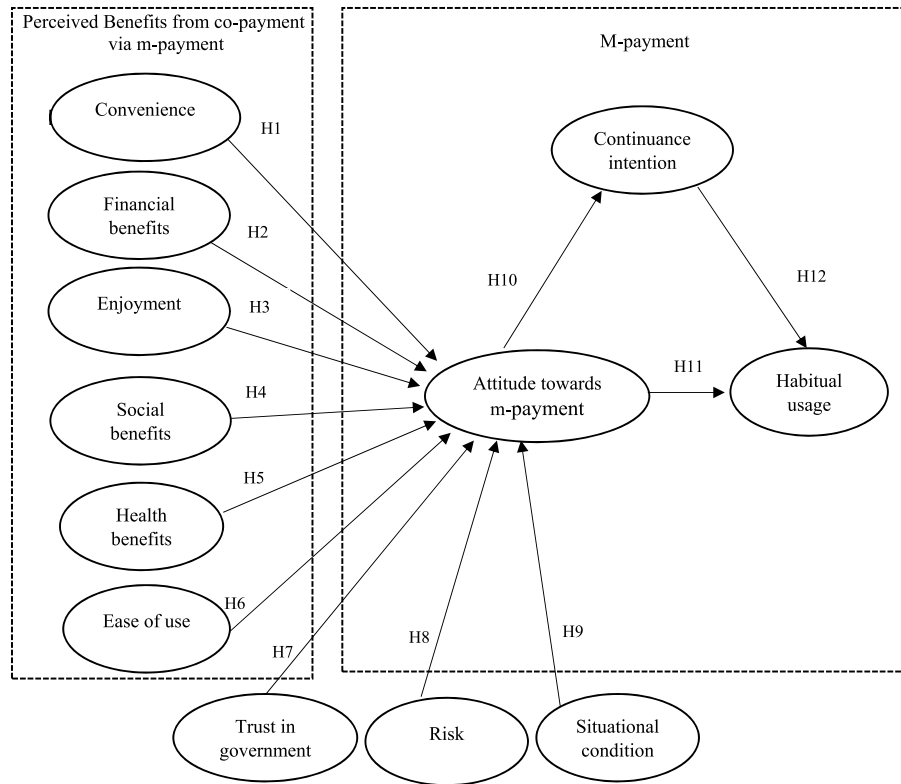 Perceived Benefits from co-payment
via m-payment
M-payment
Convenience
H1
Continuance
intention
Financial
benefits
H2
Enjoyment
H3
H10
H12
Attitude towards
m-payment
H11
Habitual
usage
Social
benefits
H4
Health
benefits
H5
Ease of use
H6
H7
H8
H9
Trust in
government
Risk
Situational
condition